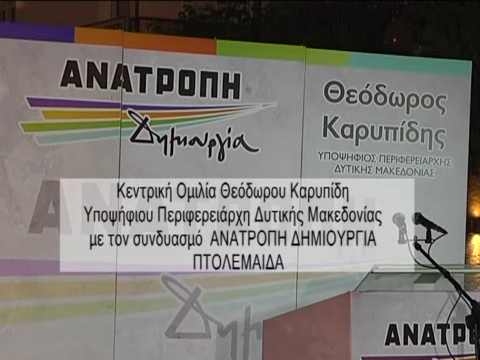 ΑΝΑΤΡΟΠΗ
Δημιουργία
Θεόδωρος
Καρυπίδης
ΥΠΟΨΗΦΙΟΣ ΠΕΡΙΦΕΡΕΙΑΡΧΗΣ
ΔΥΤΙΚΗΣ ΜΑΚΕΔΟΝΙΑΣ
Κεντρική Ομιλία Θεόδωρου Καρυπίδη
Υποψήφιου Περιφερειάρχη Δυτικής Μακεδονίας
με τον συνδυασμό ΑΝΑΤΡΟΠΗ ΔΗΜΙΟΥΡΓΙΑ
ΠΤΟΛΕΜΑΙΔΑ